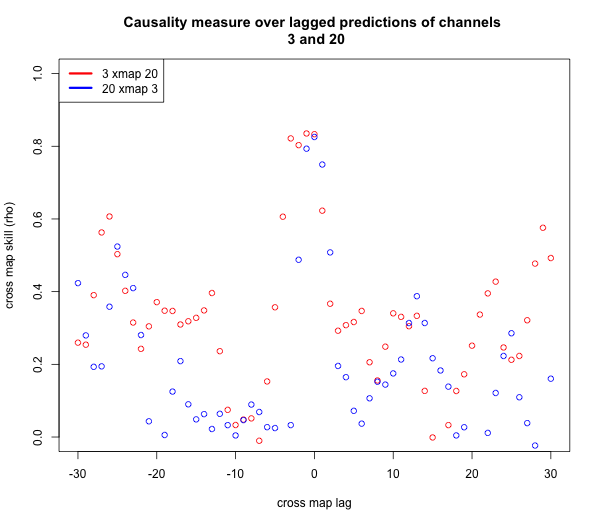 Causality measure over lagged predictions of channels
3 and 20
3 xmap 20
20 xmap 3
cross map skill (rho)
1.0
0.8
0.6
0.4
0.2
0.0
-30 -20 -10 0 10 20 30
cross map lag